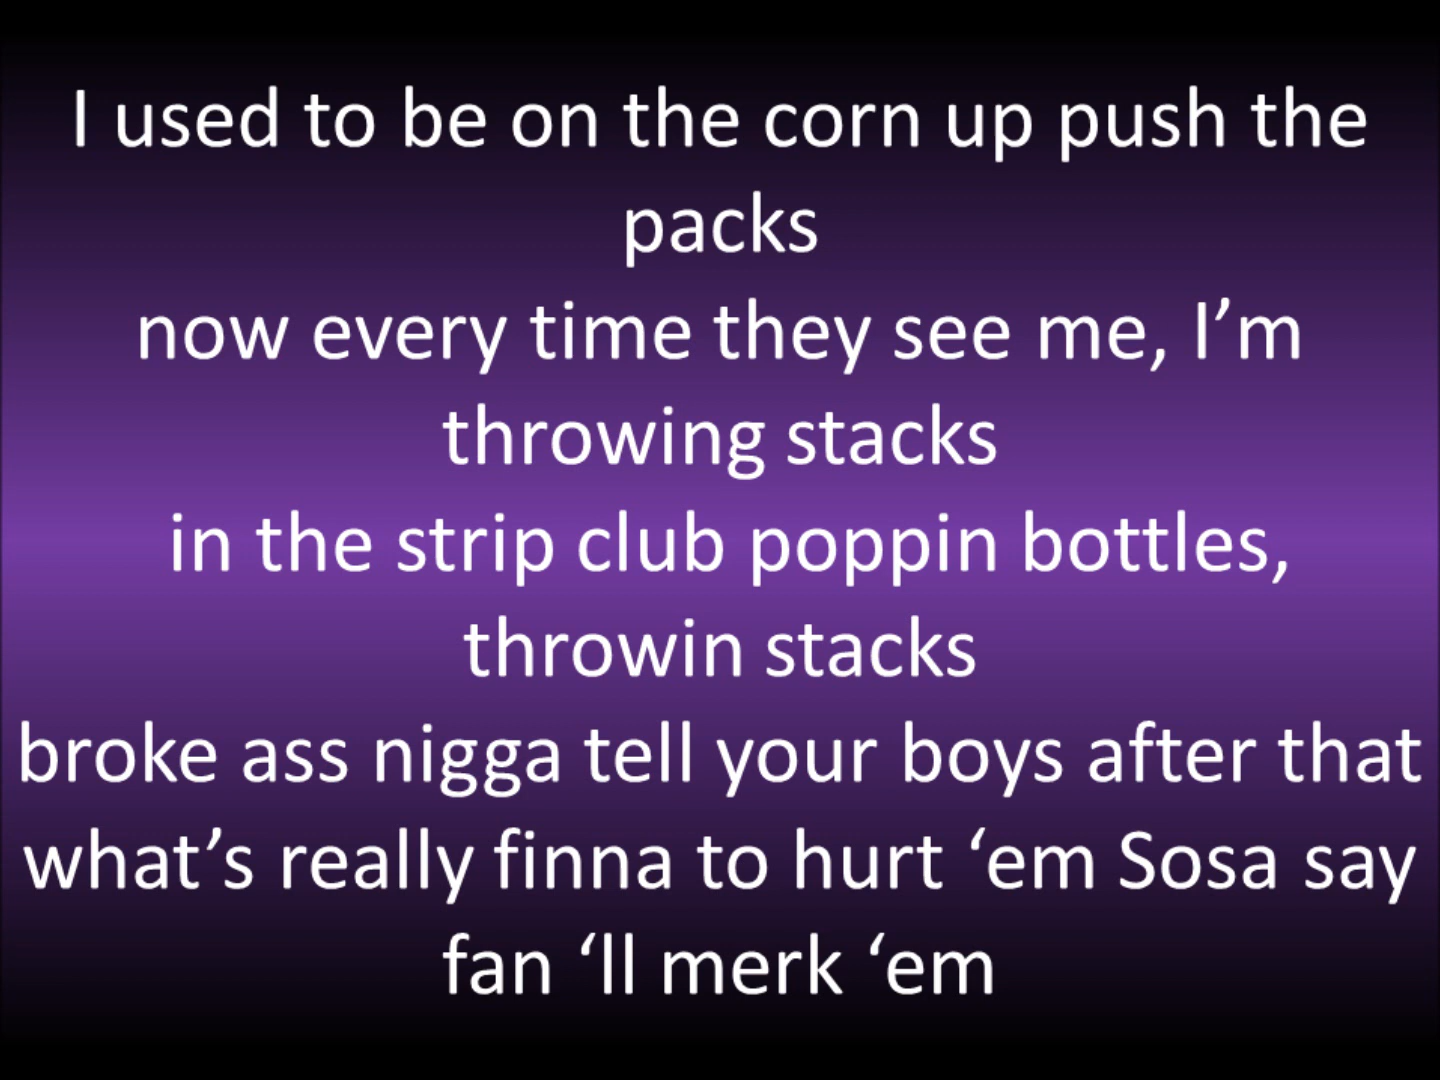 I used to be on the corn up push the
packs
now every time they see me, I’m
throwing stacks
in the strip club poppin bottles,
throwin stacks
broke ass nigga tell your boys after that
what’s really finna to hurt ‘em Sosa say
fan ‘ll merk ‘em